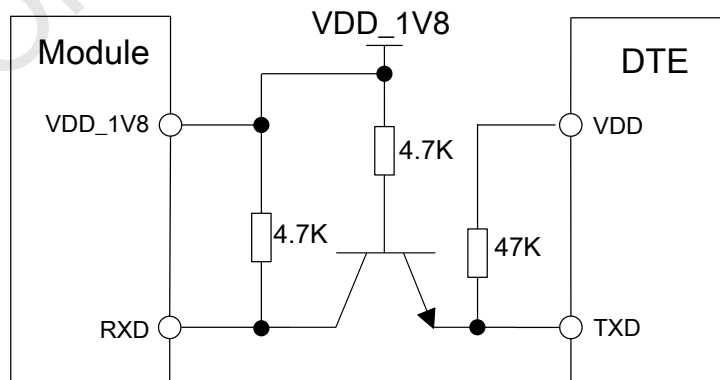 VDD_1V8
Module
DTE
VDD_1V8
VDD
4.7K
4.7K
47K
RXD
TXD